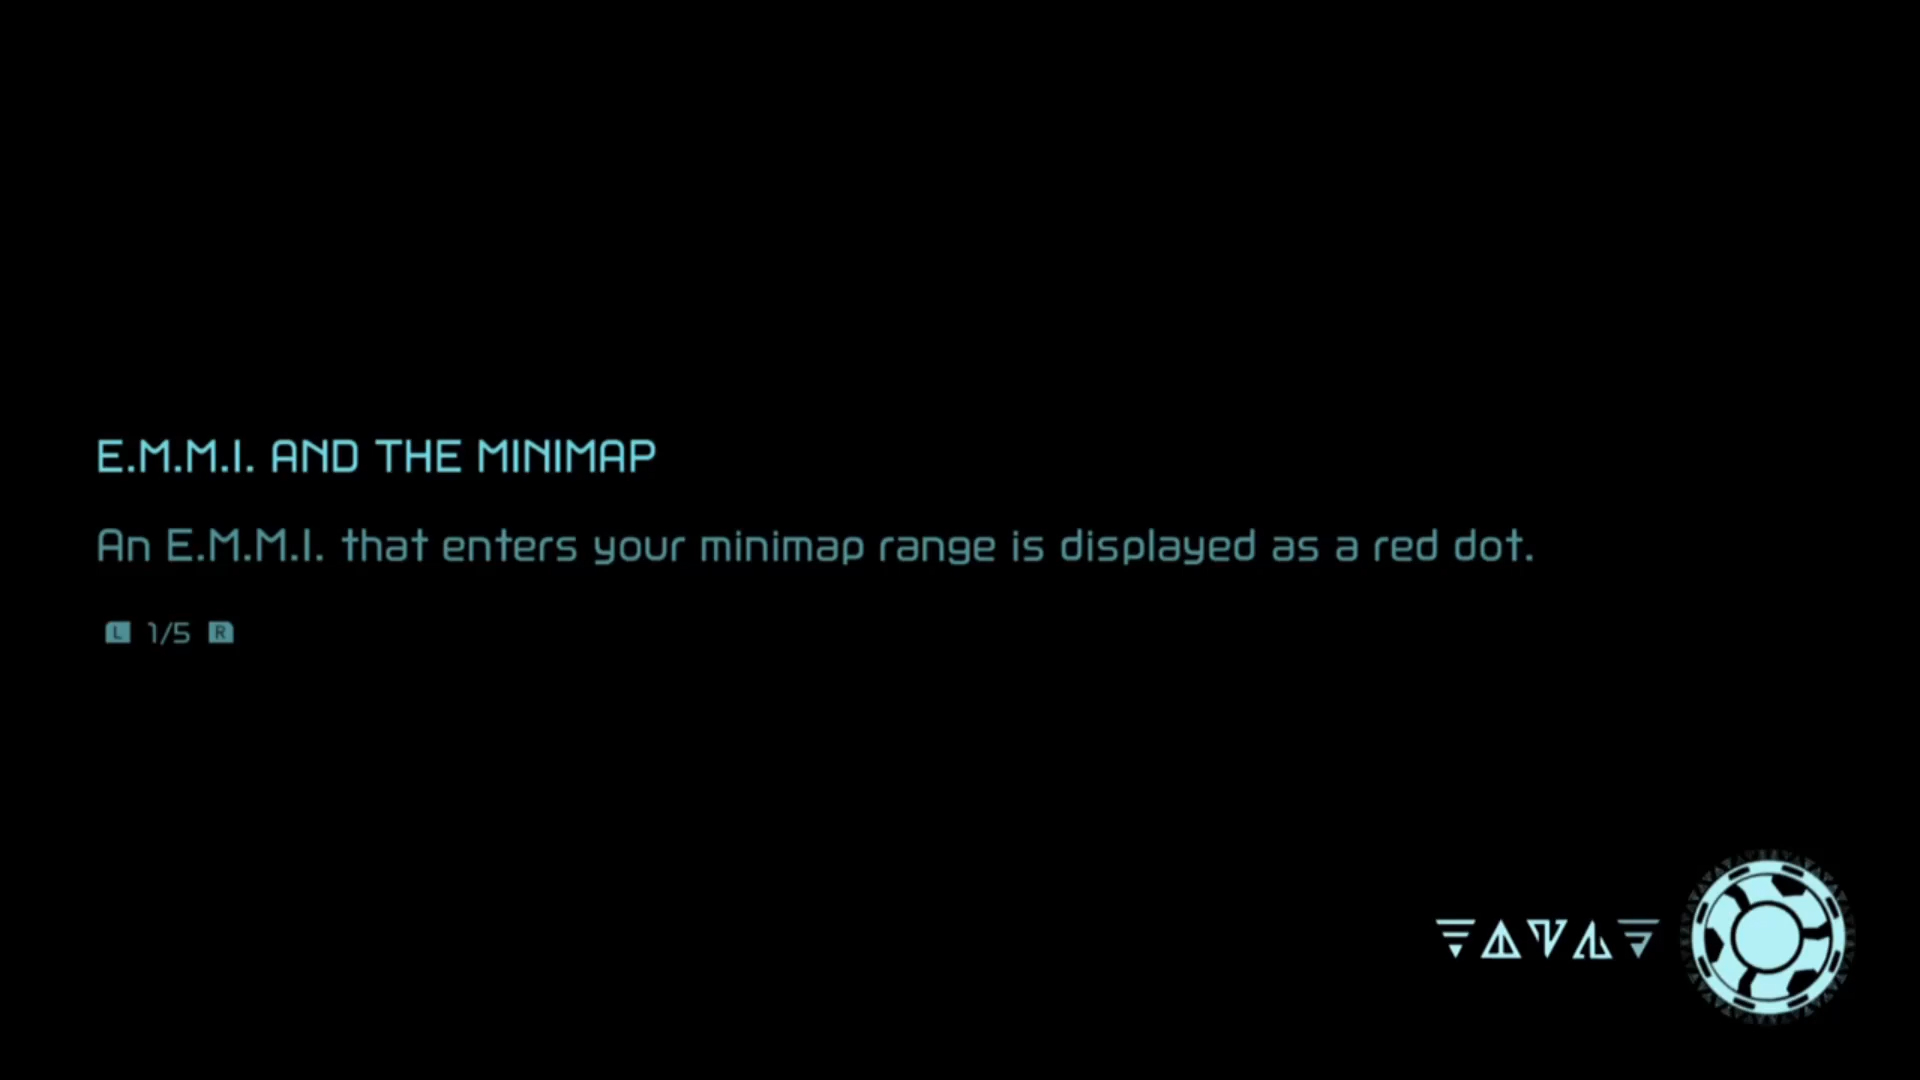 E.M.M.I. AND THE MINIMAP
An E.M.M.I. that enters your minimap range is displayed as a red dot.
L 1/5 R